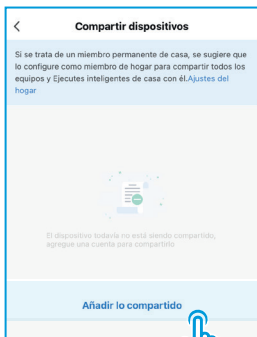 Compartir dispositivos
Si se trata de un miembro permanente de casa, se sugiere que
lo configure como miembro de hogar para compartir todos los
equipos y Ejecutes inteligentes de casa con él.Ajustes del
hogar
El dispositivo todavía no está siendo compartido,
agregue una cuenta para compartirlo
Añadir lo compartido